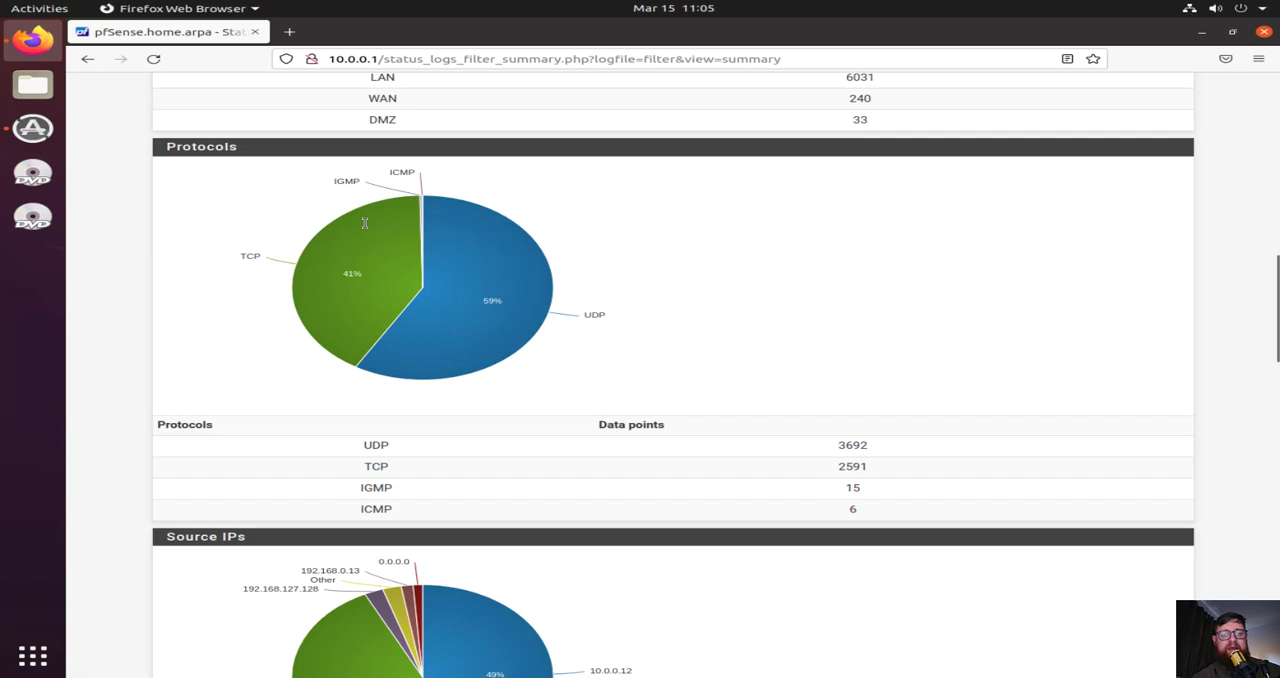 Activities
Firefox Web Browser
Mar 15 11:05
pfSense.home.arpa - Stat
10.0.0.1/status_logs_filter_summary.php?logfile=filter&view=summary
LAN 6031
WAN 240
DMZ 33
Protocols
ICMP
IGMP
TCP
41%
59%
UDP
Protocols Data points
UDP 3692
TCP 2591
IGMP 15
ICMP 6
Source IPs
0.0.0.0
192.168.0.13
Other
192.168.127.128
49%
10.0.0.12
DVD
DVD